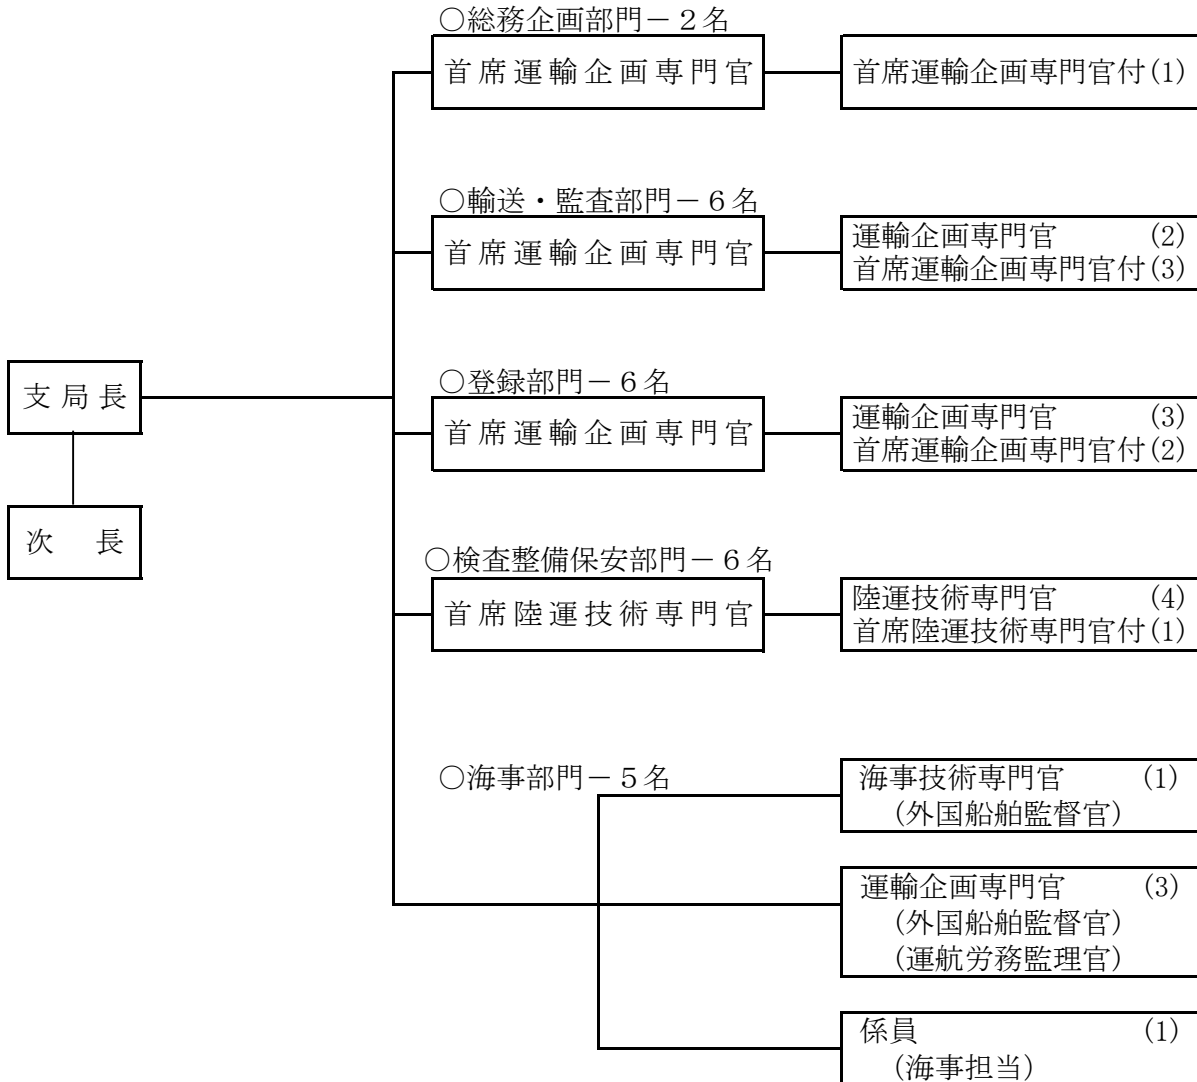 ○総務企画部門－２名
首席運輸企画専門官
首席運輸企画専門官付(1)
○輸送・監査部門－６名
首席運輸企画専門官
運輸企画専門官 (2)
首席運輸企画専門官付(3)
支局長
次 長
○登録部門－６名
首席運輸企画専門官
運輸企画専門官 (3)
首席運輸企画専門官付(2)
○検査整備保安部門－６名
首席陸運技術専門官
陸運技術専門官 (4)
首席陸運技術専門官付(1)
○海事部門－５名
海事技術専門官 (1)
(外国船舶監督官)
運輸企画専門官 (3)
(外国船舶監督官)
(運航労務監理官)
係員 (1)
(海事担当)